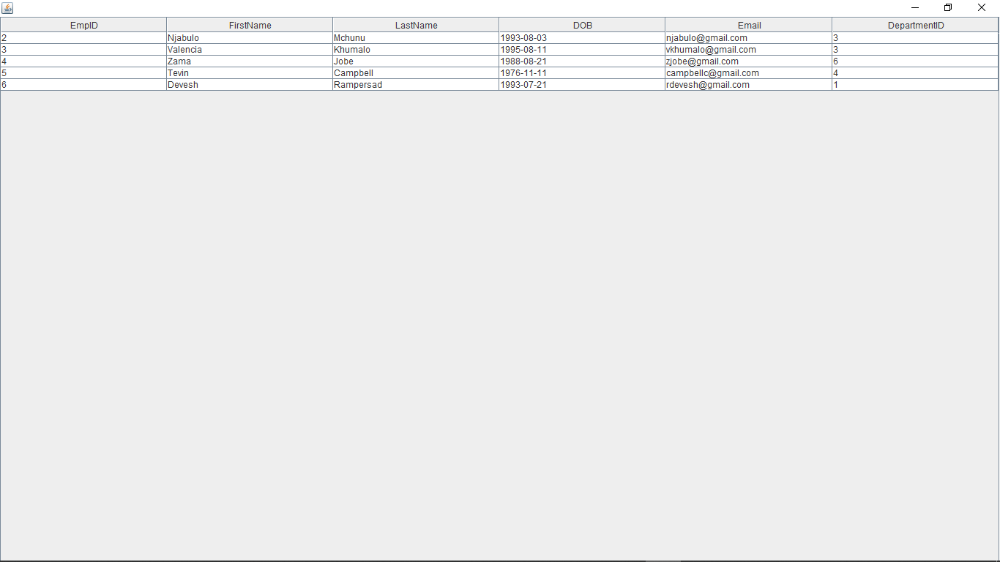 EmpID FirstName LastName DOB Email DepartmentID
2 Njabulo Mchunu 1993-08-03 njabulo@gmail.com 3
3 Valencia Khumalo 1995-08-11 vkhumalo@gmail.com 3
4 Zama Jobe 1988-08-21 zjobe@gmail.com 6
5 Tevin Campbell 1976-11-11 campbellc@gmail.com 4
6 Devesh Rampersad 1993-07-21 rdevesh@gmail.com 1